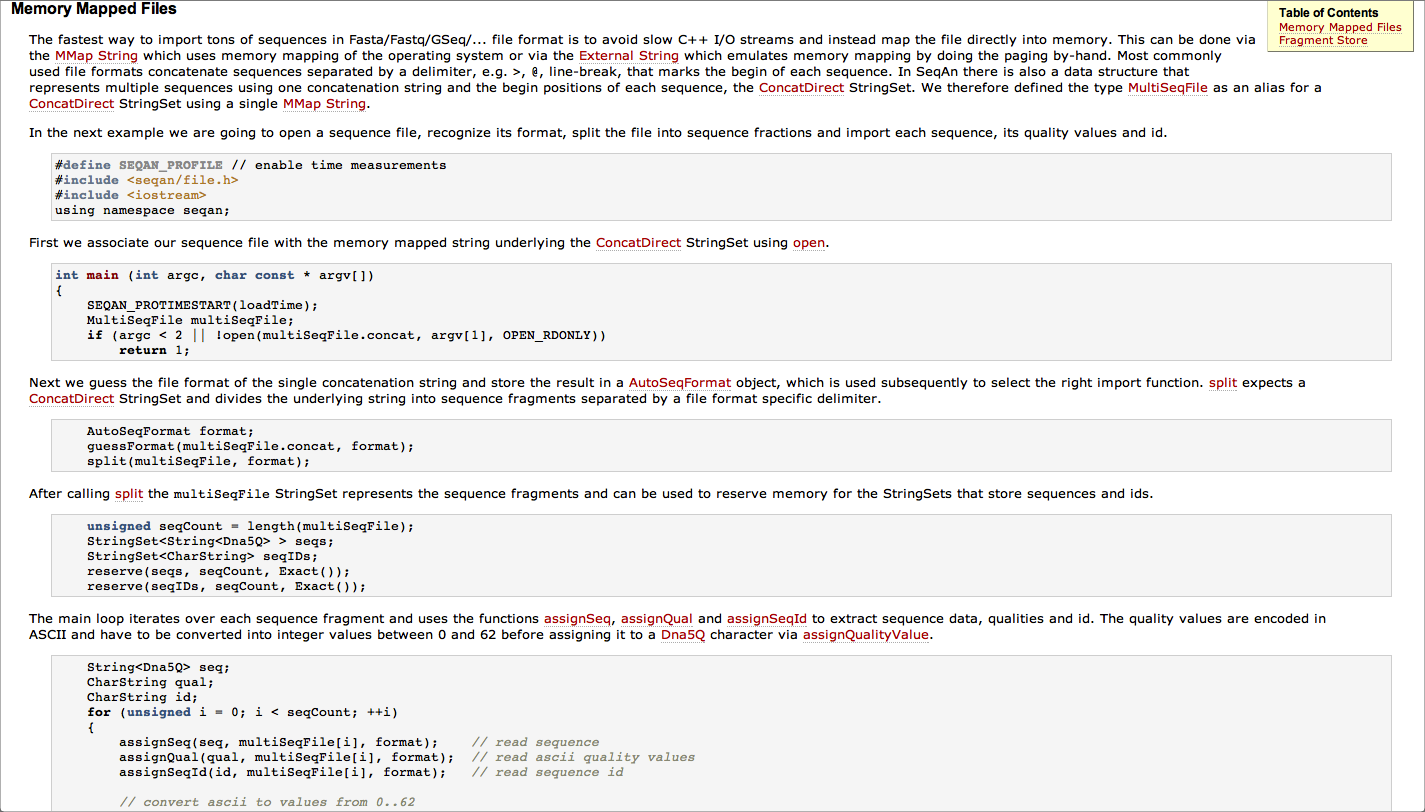 Memory Mapped Files
Table of Contents
Memory Mapped Files
Fragment Store
The fastest way to import tons of sequences in Fasta/Fastq/GSeq/... file format is to avoid slow C++ I/O streams and instead map the file directly into memory. This can be done via
the MMap String which uses memory mapping of the operating system or via the External String which emulates memory mapping by doing the paging by-hand. Most commonly
used file formats concatenate sequences separated by a delimiter, e.g. >, @, line-break, that marks the begin of each sequence. In SeqAn there is also a data structure that
represents multiple sequences using one concatenation string and the begin positions of each sequence, the ConcatDirect StringSet. We therefore defined the type MultiSeqFile as an alias for a
ConcatDirect StringSet using a single MMap String.
In the next example we are going to open a sequence file, recognize its format, split the file into sequence fractions and import each sequence, its quality values and id.
#define SEQAN_PROFILE // enable time measurements
#include <seqan/file.h>
#include <iostream>
using namespace seqan;
First we associate our sequence file with the memory mapped string underlying the ConcatDirect StringSet using open.
int main (int argc, char const * argv[])
{
    SEQAN_PROTIMESTART(loadTime);
    MultiSeqFile multiSeqFile;
    if (argc < 2 || !open(multiSeqFile.concat, argv[1], OPEN_RDONLY))
        return 1;
Next we guess the file format of the single concatenation string and store the result in a AutoSeqFormat object, which is used subsequently to select the right import function. split expects a
ConcatDirect StringSet and divides the underlying string into sequence fragments separated by a file format specific delimiter.
    AutoSeqFormat format;
    guessFormat(multiSeqFile.concat, format);
    split(multiSeqFile, format);
After calling split the multiSeqFile StringSet represents the sequence fragments and can be used to reserve memory for the StringSets that store sequences and ids.
    unsigned seqCount = length(multiSeqFile);
    StringSet<String<Dna5Q> > seqs;
    StringSet<CharString> seqIDs;
    reserve(seqs, seqCount, Exact());
    reserve(seqIDs, seqCount, Exact());
The main loop iterates over each sequence fragment and uses the functions assignSeq, assignQual and assignSeqId to extract sequence data, qualities and id. The quality values are encoded in
ASCII and have to be converted into integer values between 0 and 62 before assigning it to a Dna5Q character via assignQualityValue.
    String<Dna5Q> seq;
    CharString qual;
    CharString id;
    for (unsigned i = 0; i < seqCount; ++i)
    {
        assignSeq(seq, multiSeqFile[i], format);    // read sequence
        assignQual(qual, multiSeqFile[i], format);  // read ascii quality values
        assignSeqId(id, multiSeqFile[i], format);   // read sequence id
        // convert ascii to values from 0..62